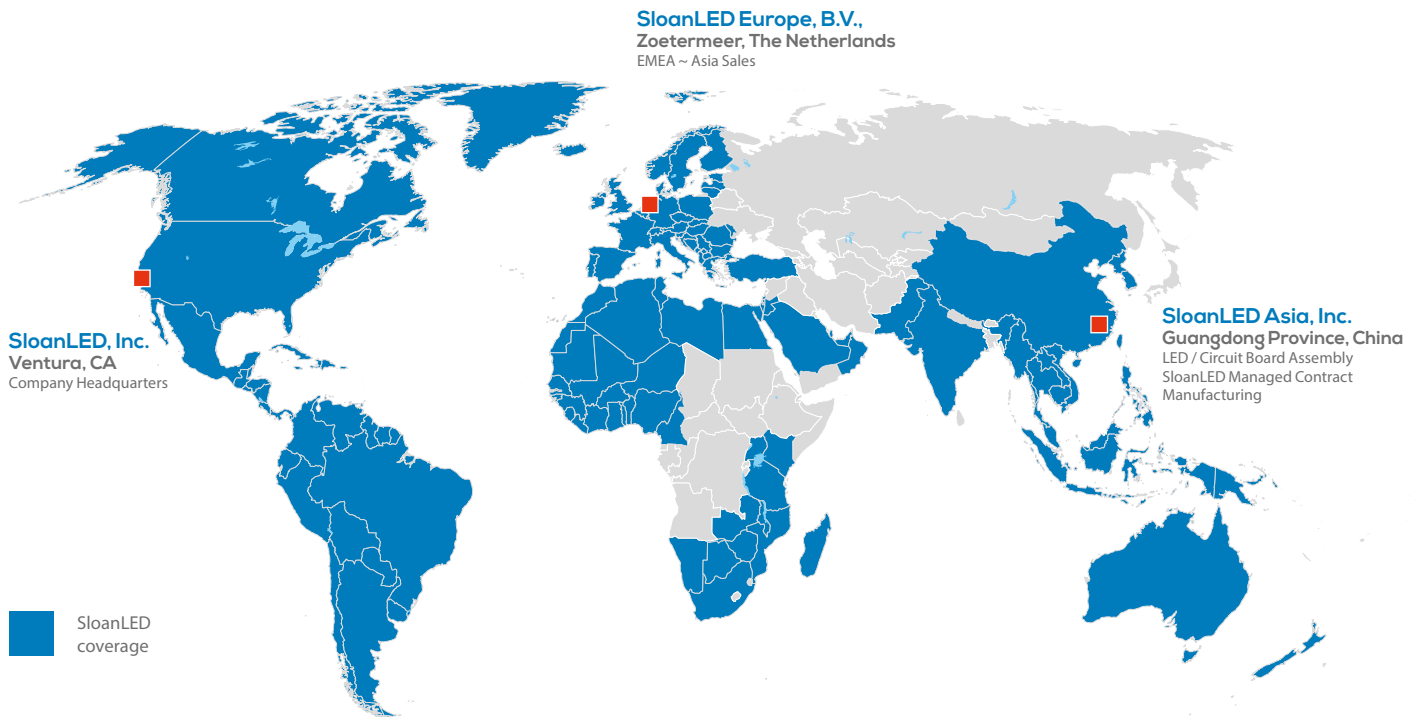 SloanLED Europe, B.V.,
Zoetermeer, The Netherlands
EMEA ~ Asia Sales
SloanLED, Inc.
Ventura, CA
Company Headquarters
SloanLED Asia, Inc.
Guangdong Province, China
LED / Circuit Board Assembly
SloanLED Managed Contract
Manufacturing
SloanLED
coverage